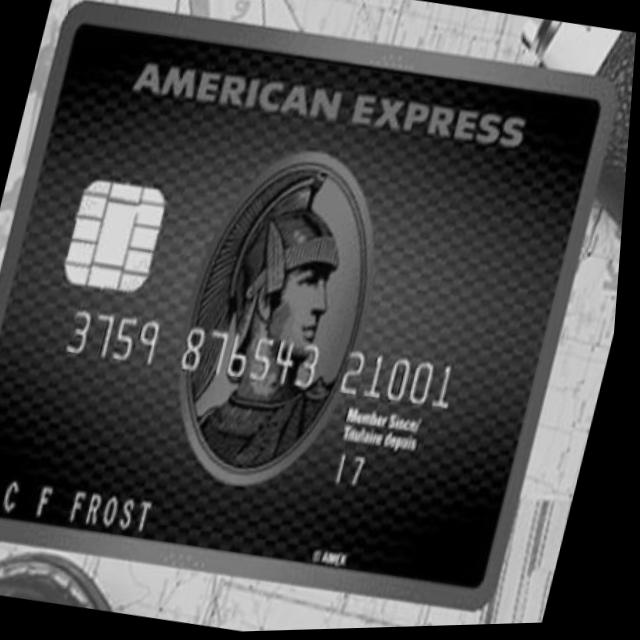 AMERICAN EXPRESS
3759 876543 21001
Member Since/
Titulaire depuis
17
C F FROST
© AMEX